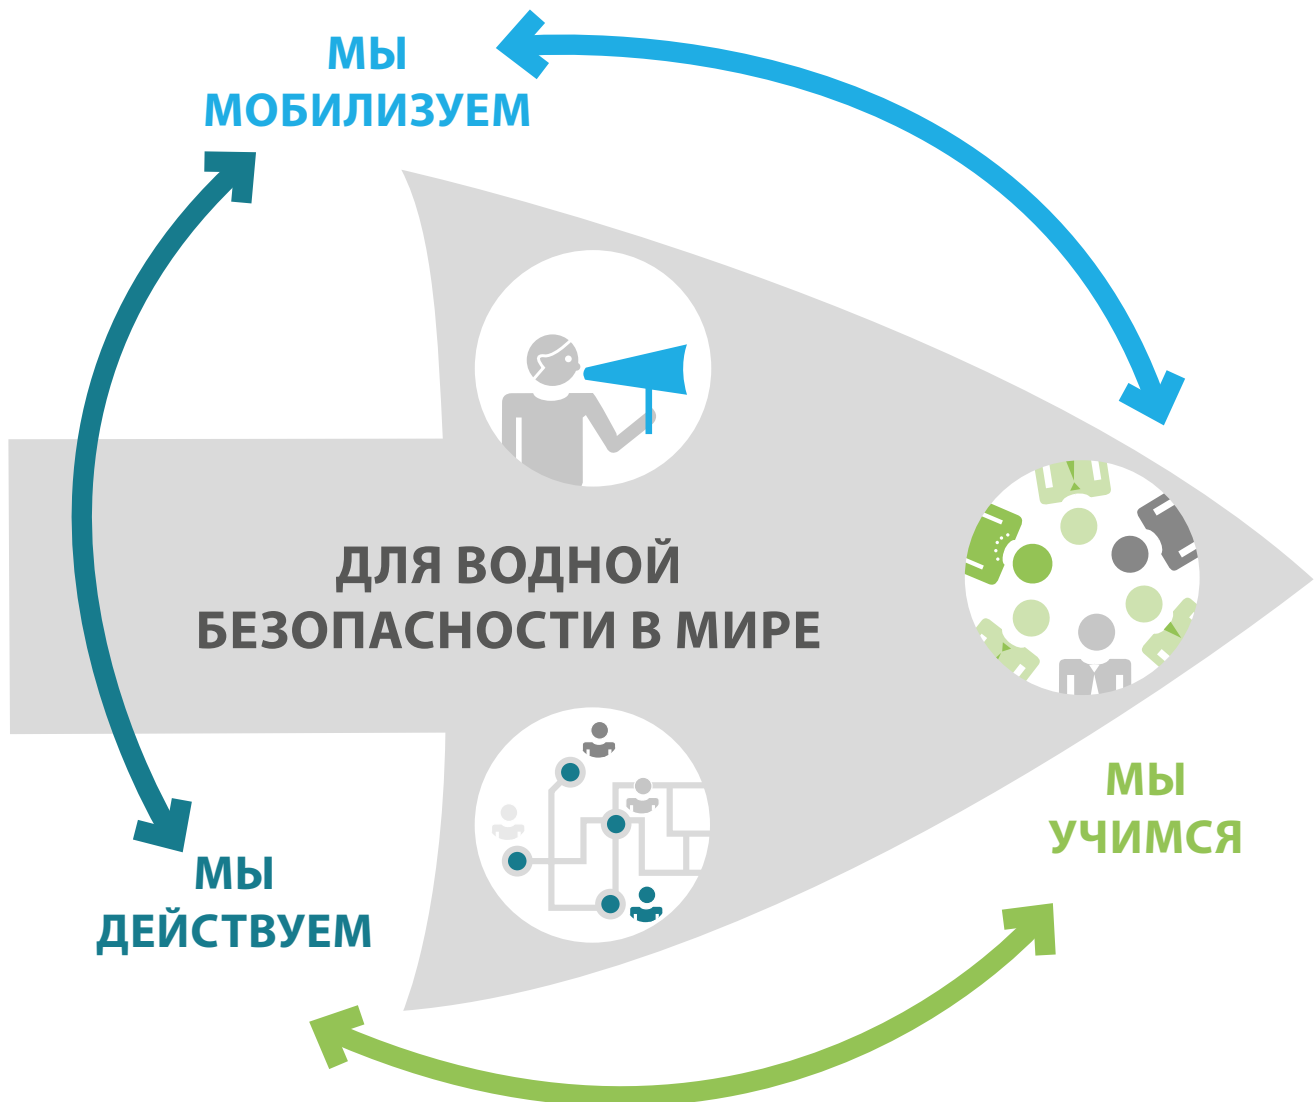 МЫ
МОБИЛИЗУЕМ
ДЛЯ ВОДНОЙ
БЕЗОПАСНОСТИ В МИРЕ
МЫ
УЧИМСЯ
МЫ
ДЕЙСТВУЕМ